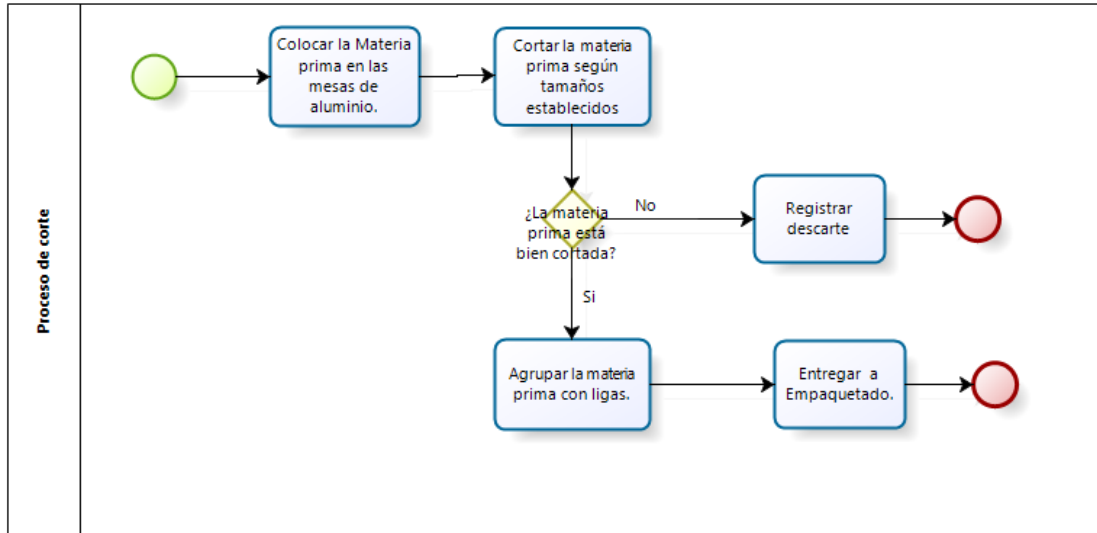 Proceso de corte
Colocar la Materia
prima en las
mesas de
aluminio.
Cortar la materia
prima según
tamaños
establecidos
¿La materia
prima está
bien cortada?
No
Registrar
descarte
Si
Agrupar la materia
prima con ligas.
Entregar a
Empaquetado.